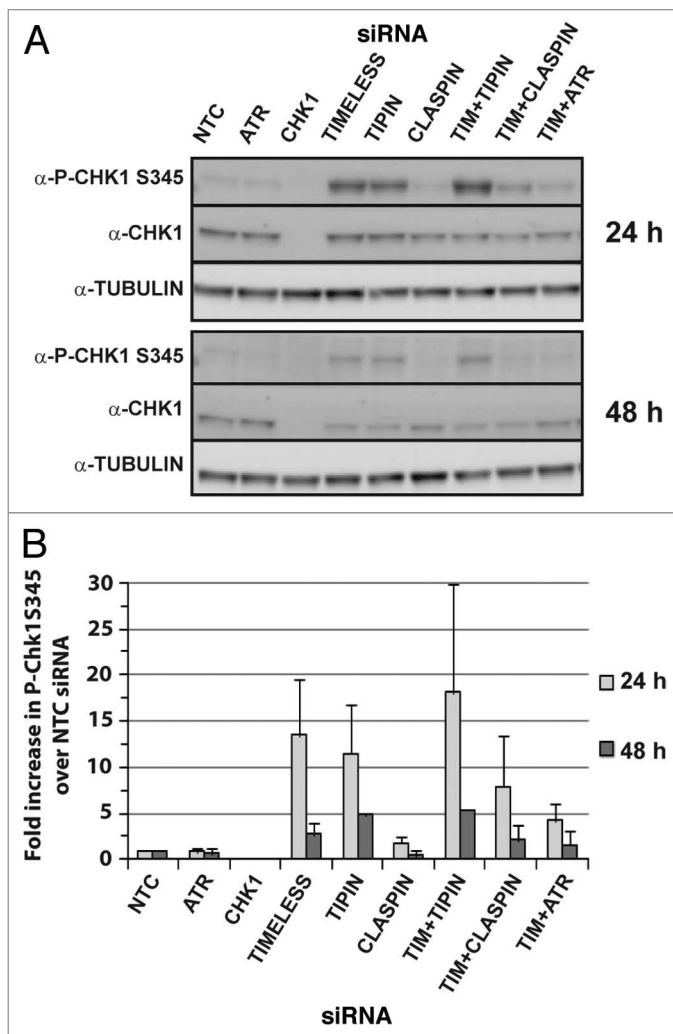 A
siRNA
NTC ATR CHK1 TIMELESS TIPIN CLASPIN TIM+TIPIN TIM+CLASPIN TIM+ATR
α-P-CHK1 S345
α-CHK1
α-TUBULIN
24 h
α-P-CHK1 S345
α-CHK1
α-TUBULIN
48 h
B
Fold increase in P-Chk1S345
over NTC siRNA
30
25
20
15
10
5
0
24 h
48 h
NTC ATR CHK1 TIMELESS TIPIN CLASPIN TIM+TIPIN TIM+CLASPIN TIM+ATR
siRNA